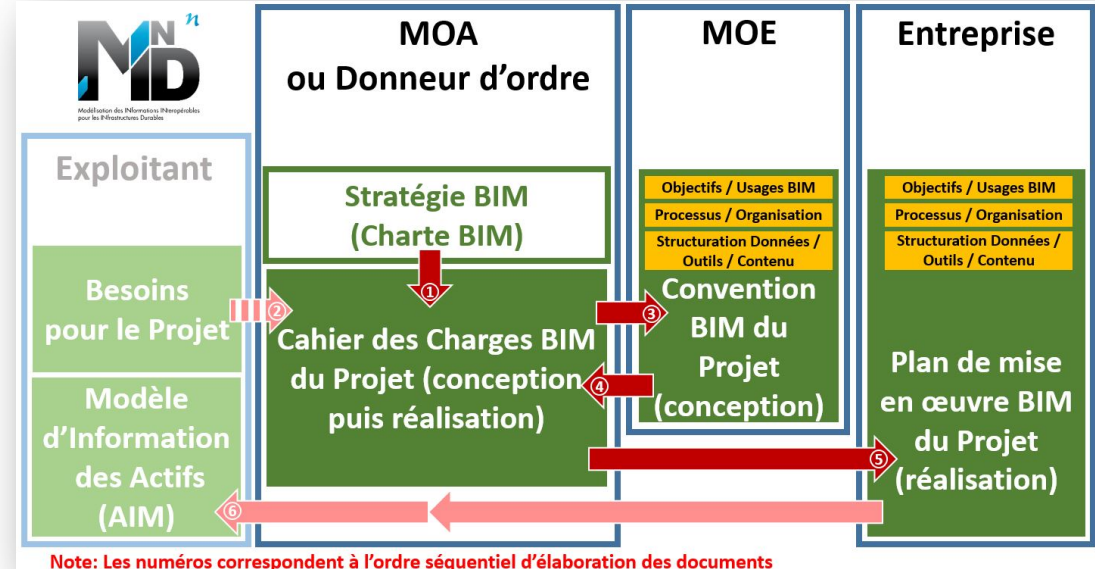 MND
n
Modélisation des INformations INteropérables
pour les INfrastructures Durables
MOA
ou Donneur d'ordre
MOE
Entreprise
Exploitant
Stratégie BIM
(Charte BIM)
Objectifs / Usages BIM
Processus / Organisation
Structuration Données /
Outils / Contenu
Objectifs / Usages BIM
Processus / Organisation
Structuration Données /
Outils / Contenu
①
Besoins
pour le Projet
②
Cahier des Charges BIM
du Projet (conception
puis réalisation)
③
④
Convention
BIM du
Projet
(conception)
Plan de mise
en œuvre BIM
du Projet
(réalisation)
⑤
Modèle
d'Information
des Actifs
(AIM)
⑥
Note: Les numéros correspondent à l'ordre séquentiel d'élaboration des documents